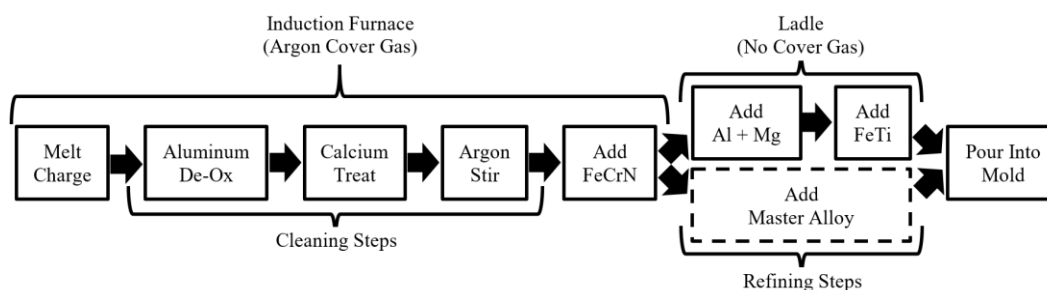 Induction Furnace
(Argon Cover Gas)
Ladle
(No Cover Gas)
Melt
Charge
Aluminum
De-Ox
Calcium
Treat
Argon
Stir
Add
FeCrN
Add
Al + Mg
Add
FeTi
Pour Into
Mold
Add
Master Alloy
Cleaning Steps
Refining Steps